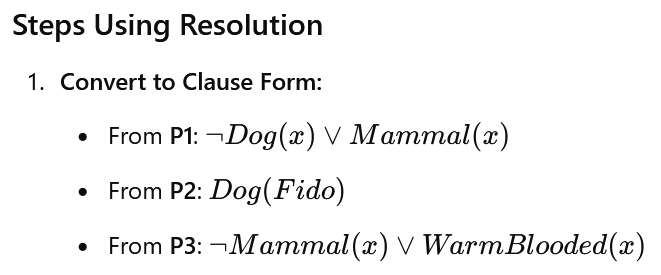 Steps Using Resolution
1. Convert to Clause Form:
• From P1: ¬Dog(x) ∨ Mammal(x)
• From P2: Dog(Fido)
• From P3: ¬Mammal(x) ∨ WarmBlooded(x)